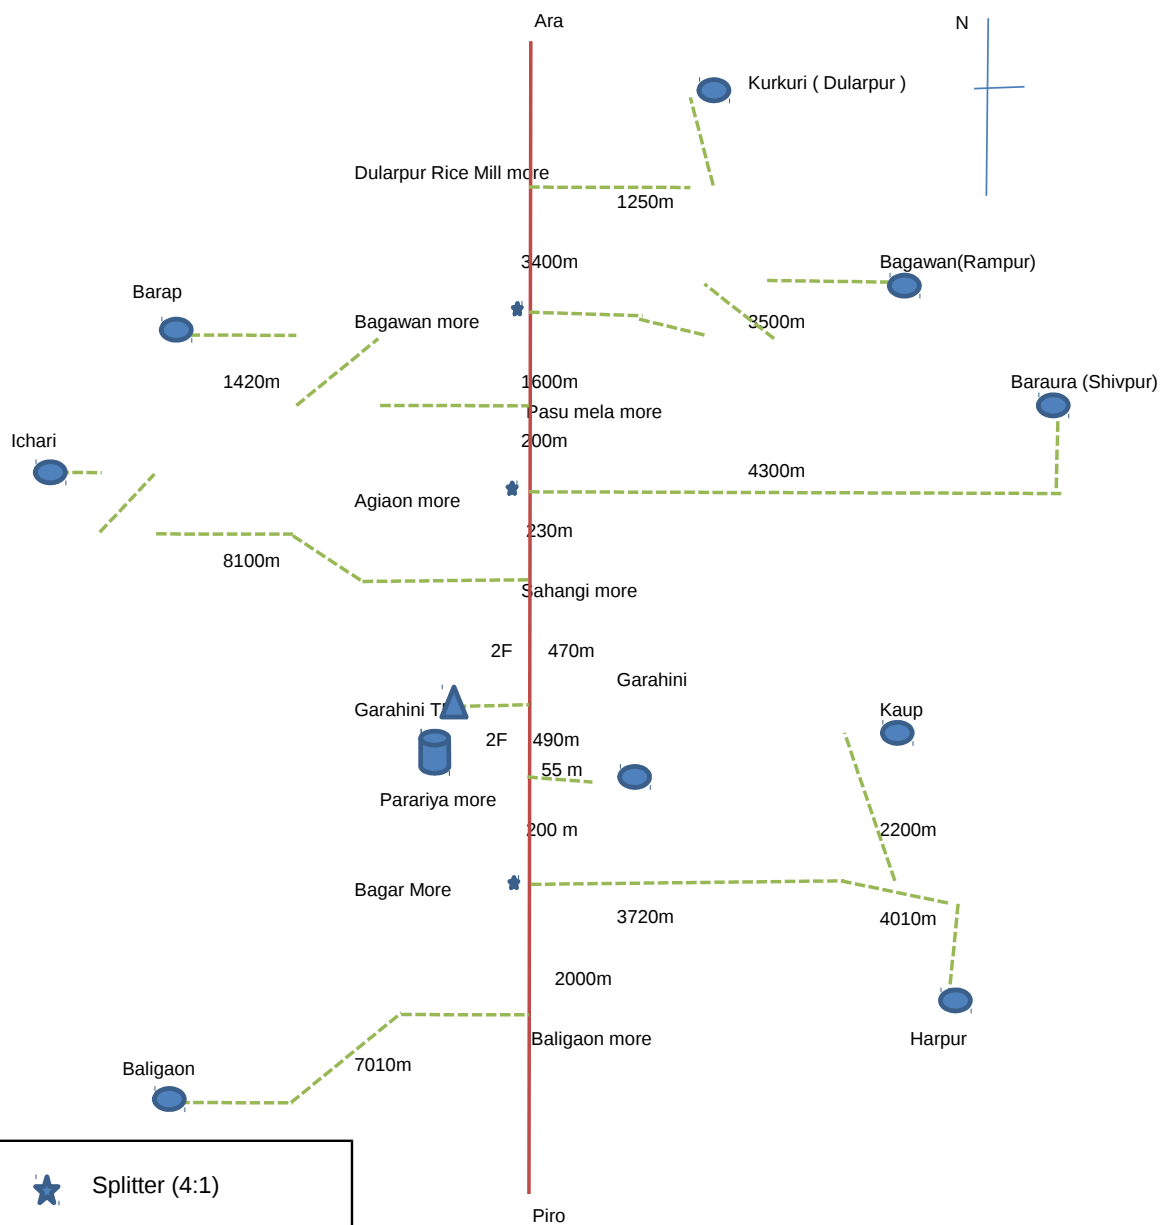 Ara
N
Kurkuri ( Dularpur )
Dularpur Rice Mill more
1250m
3400m
Bagawan(Rampur)
Barap
Bagawan more
3500m
1420m
1600m
Baraura (Shivpur)
Pasu mela more
Ichari
200m
4300m
Agiaon more
230m
8100m
Sahangi more
2F
470m
Garahini
Garahini
Kaup
2F
490m
55 m
Parariya more
200 m
2200m
Bagar More
3720m
4010m
2000m
Baligaon more
Harpur
7010m
Baligaon
Splitter (4:1)
Piro